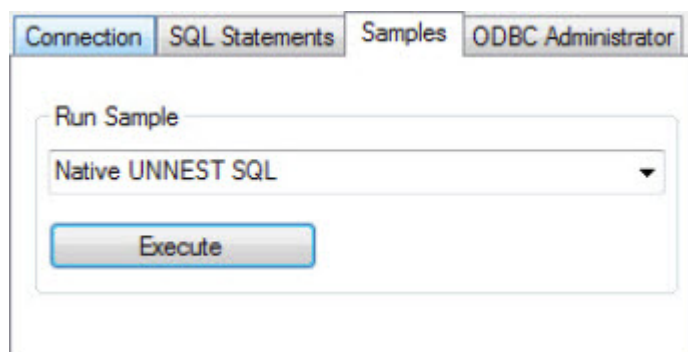 Connection SQL Statements Samples ODBC Administrator
Run Sample
Native UNNEST SQL
Execute